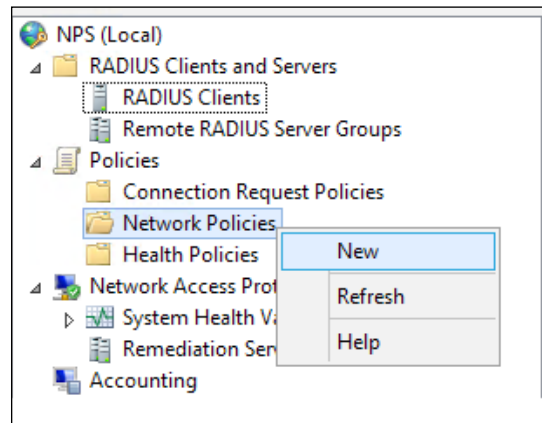 NPS (Local)
RADIUS Clients and Servers
RADIUS Clients
Remote RADIUS Server Groups
Policies
Connection Request Policies
Network Policies
Health Policies
New
Network Access Prot
Refresh
System Health Va
Remediation Ser
Help
Accounting